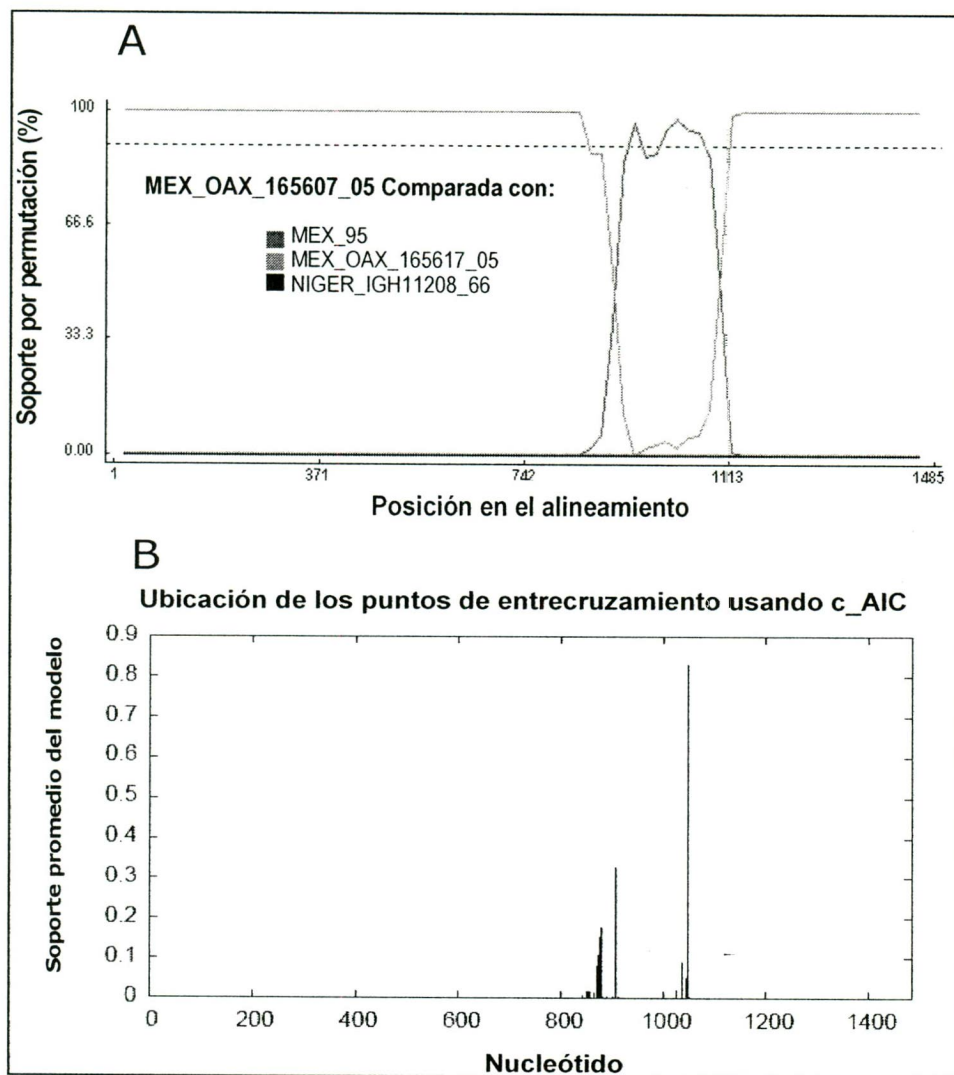 A
Soporte por permutación (%)
100
66.6
33.3
0.00
MEX_OAX_165607_05 Comparada con:
MEX_95
MEX_OAX_165617_05
NIGER_IGH11208_66
1 371 742 1113 1485
Posición en el alineamiento
B
Ubicación de los puntos de entrecruzamiento usando c_AIC
Soporte promedio del modelo
0.9
0.8
0.7
0.6
0.5
0.4
0.3
0.2
0.1
0
0 200 400 600 800 1000 1200 1400
Nucleótido